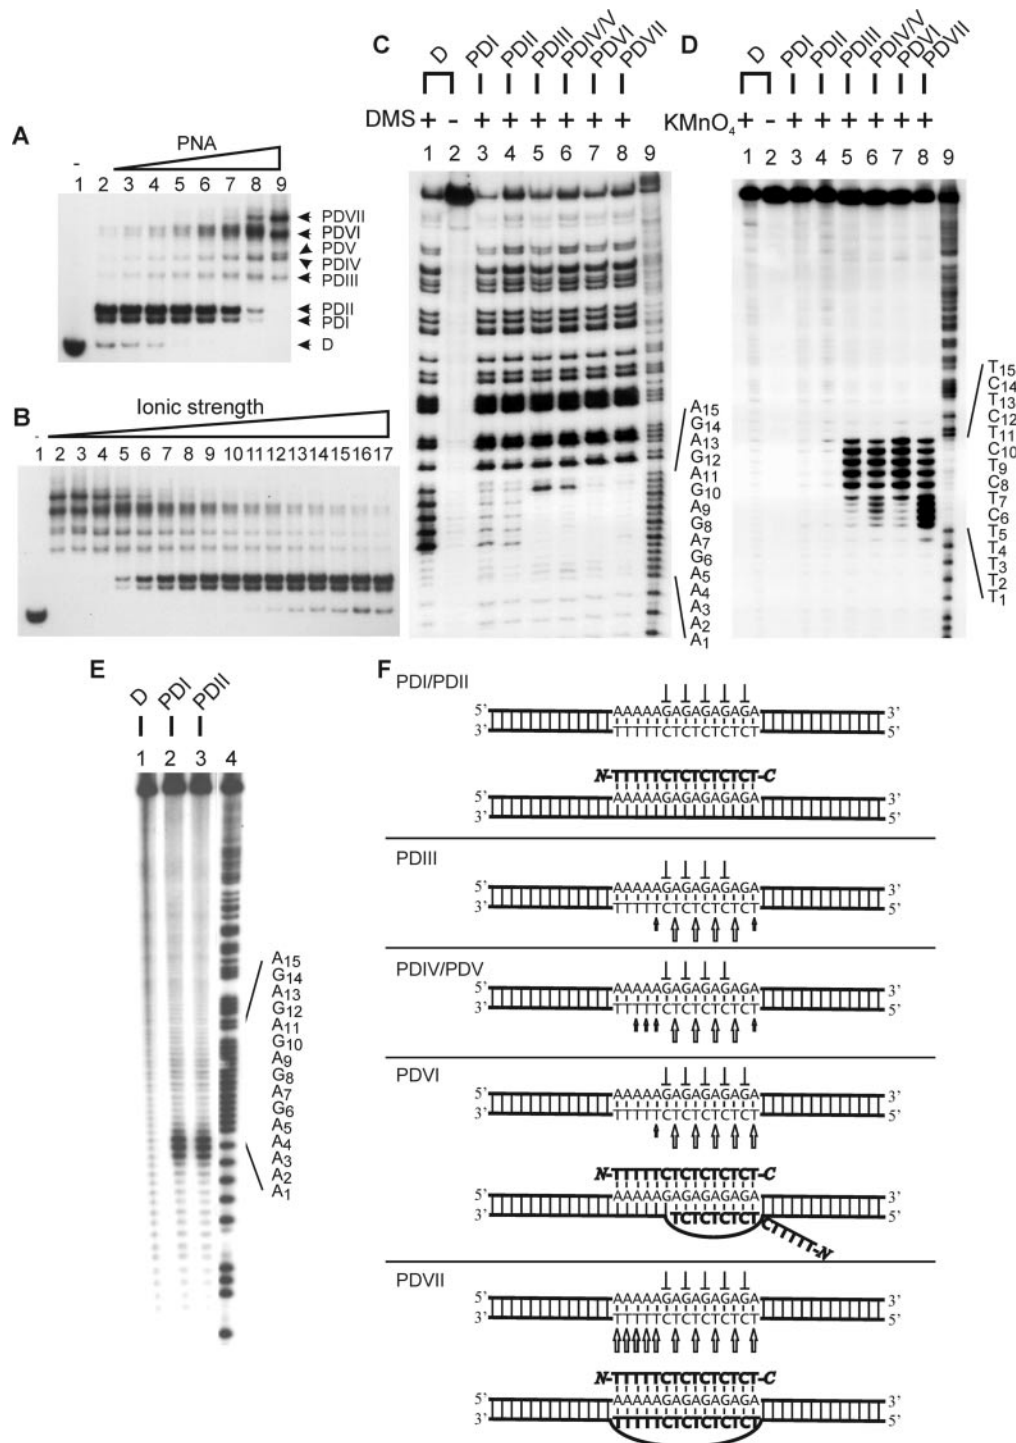 A
PNA
-
1 2 3 4 5 6 7 8 9
PDVII
PDVI
PDV
PDIV
PDIII
PDII
PDI
D
B
Ionic strength
-
1 2 3 4 5 6 7 8 9 10 11 12 13 14 15 16 17
C
D PDI PDII PDIII PDIV/V PDVI PDVII
DMS + - + + + + + +
1 2 3 4 5 6 7 8 9
A15
G14
A13
G12
A11
G10
A9
G8
A7
G6
A5
A4
A3
A2
A1
D
D PDI PDII PDIII PDIV/V PDVI PDVII
KMnO4 + - + + + + + +
1 2 3 4 5 6 7 8 9
T15
C14
T13
C12
T11
C10
T9
C8
T7
C6
T5
T4
T3
T2
T1
E
D PDI PDII
1 2 3 4
A15
G14
A13
G12
A11
G10
A9
G8
A7
G6
A5
A4
A3
A2
A1
F
PDI/PDII
5' AAAAAGAGAGAGAGA 3'
3' TTTTTCTCTCTCTCT 5'
N-TTTTTCTCTCTCTCT-C
5' AAAAAGAGAGAGAGA 3'
3' 5'
PDIII
5' AAAAAGAGAGAGAGA 3'
3' TTTTTCTCTCTCTCT 5'
PDIV/PDV
5' AAAAAGAGAGAGAGA 3'
3' TTTTTCTCTCTCTCT 5'
PDVI
5' AAAAAGAGAGAGAGA 3'
3' TTTTTCTCTCTCTCT 5'
N-TTTTTCTCTCTCTCT-C
5' AAAAAGAGAGAGAGA 3'
3' TCTCTCTCT 5'
CTTTTT-N
PDVII
5' AAAAAGAGAGAGAGA 3'
3' TTTTTCTCTCTCTCT 5'
N-TTTTTCTCTCTCTCT-C
5' AAAAAGAGAGAGAGA 3'
3' TTTTTCTCTCTCTCT 5'